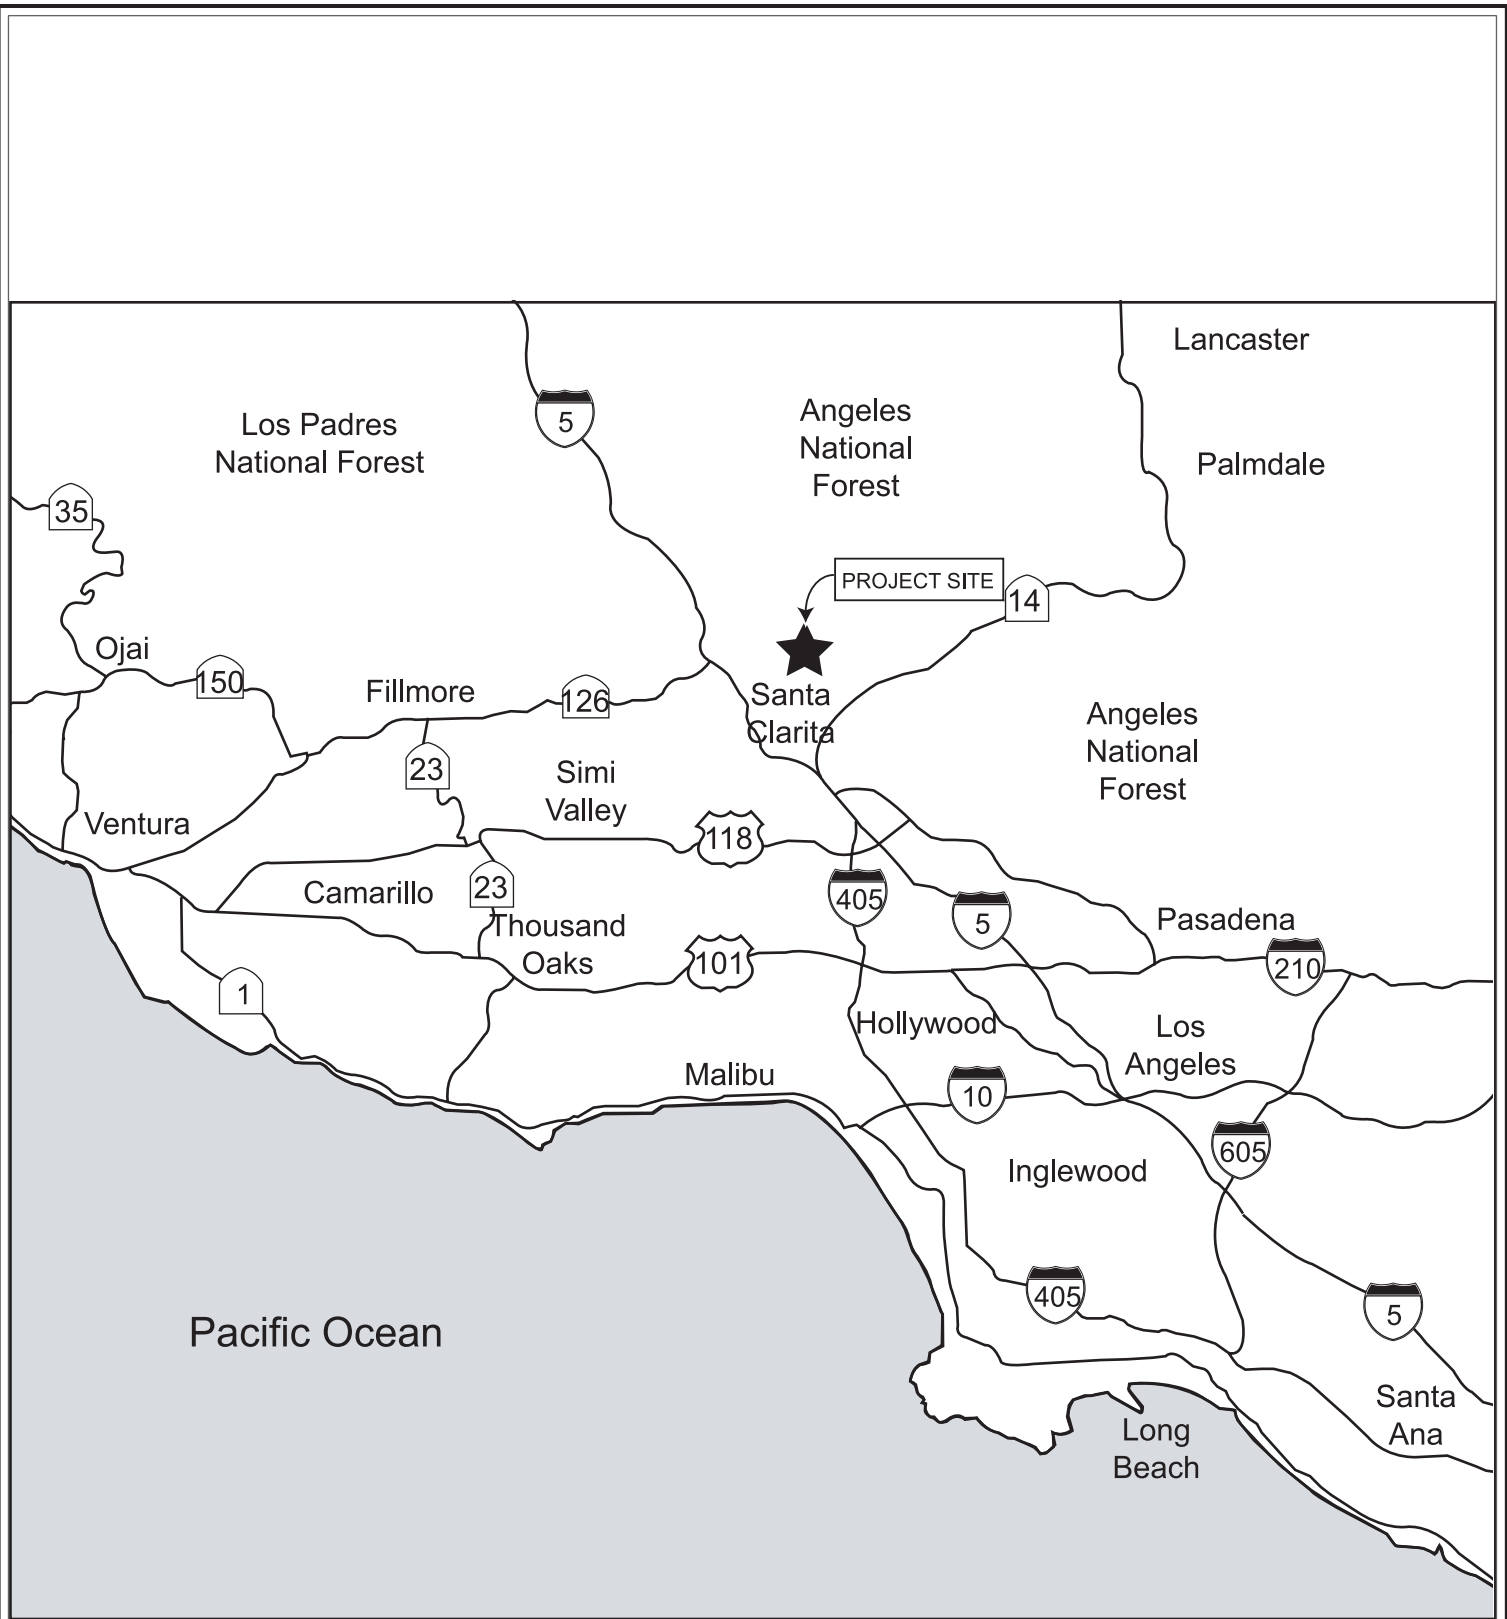 Lancaster
Los Padres
National Forest
5
Angeles
National
Forest
Palmdale
35
PROJECT SITE
14
Ojai
150
Fillmore
126
Santa
Clarita
Angeles
National
Forest
23
Simi
Valley
Ventura
118
Camarillo
23
405
5
Pasadena
Thousand
Oaks
101
210
1
Hollywood
Los
Angeles
Malibu
10
605
Inglewood
405
5
Pacific Ocean
Santa
Ana
Long
Beach